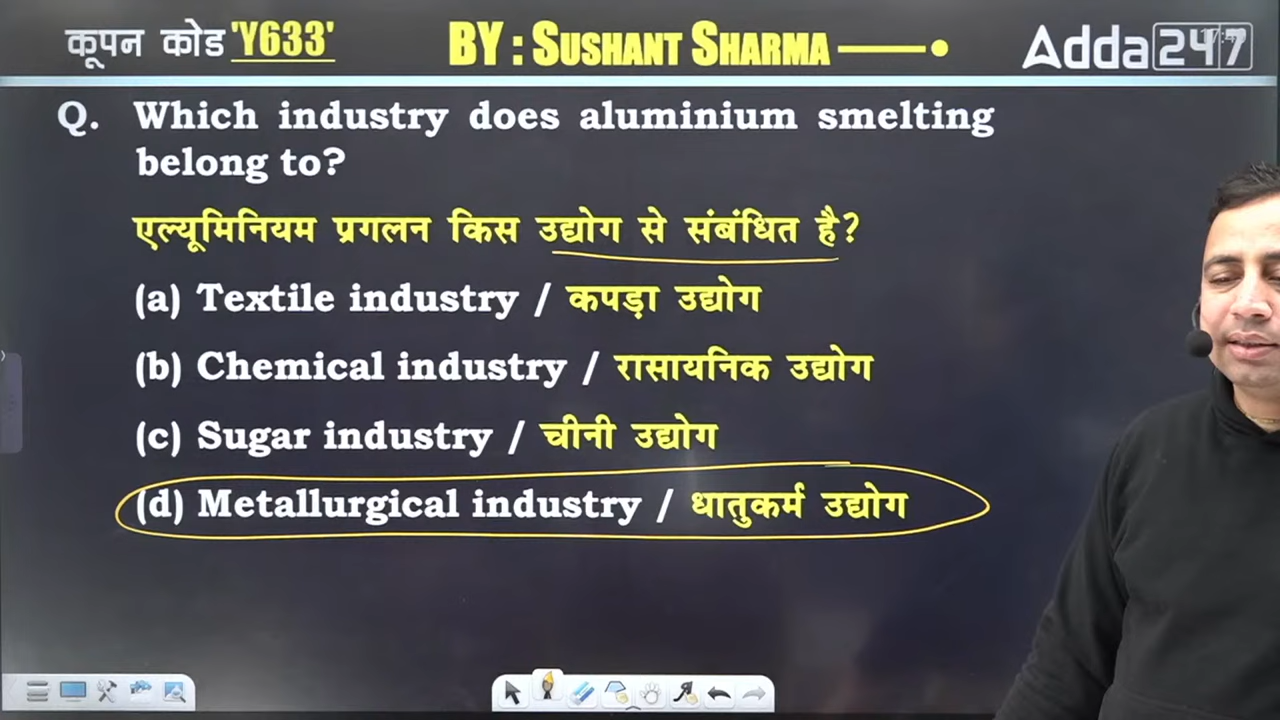 कूपन कोड 'Y633' BY : SUSHANT SHARMA Adda247
Q. Which industry does aluminium smelting
belong to?
एल्यूमिनियम प्रगलन किस उद्योग से संबंधित है?
(a) Textile industry / कपड़ा उद्योग
(b) Chemical industry / रासायनिक उद्योग
(c) Sugar industry / चीनी उद्योग
(d) Metallurgical industry / धातुकर्म उद्योग